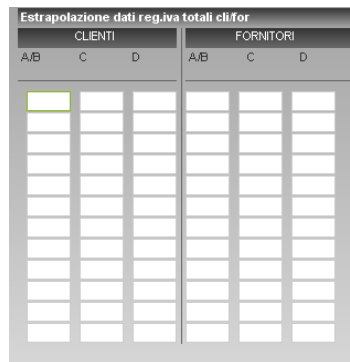 Estrapolazione dati reg.iva totali cli/for
CLIENTI FORNITORI
A/B C D A/B C D